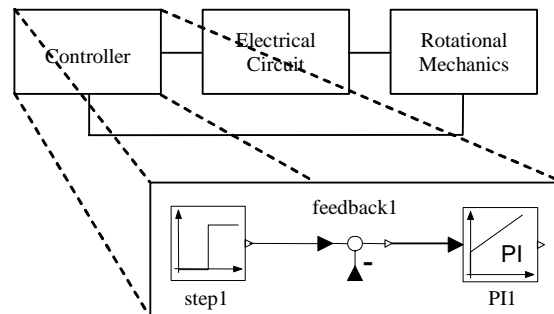 Controller
Electrical
Circuit
Rotational
Mechanics
feedback1
-
PI
step1
PI1